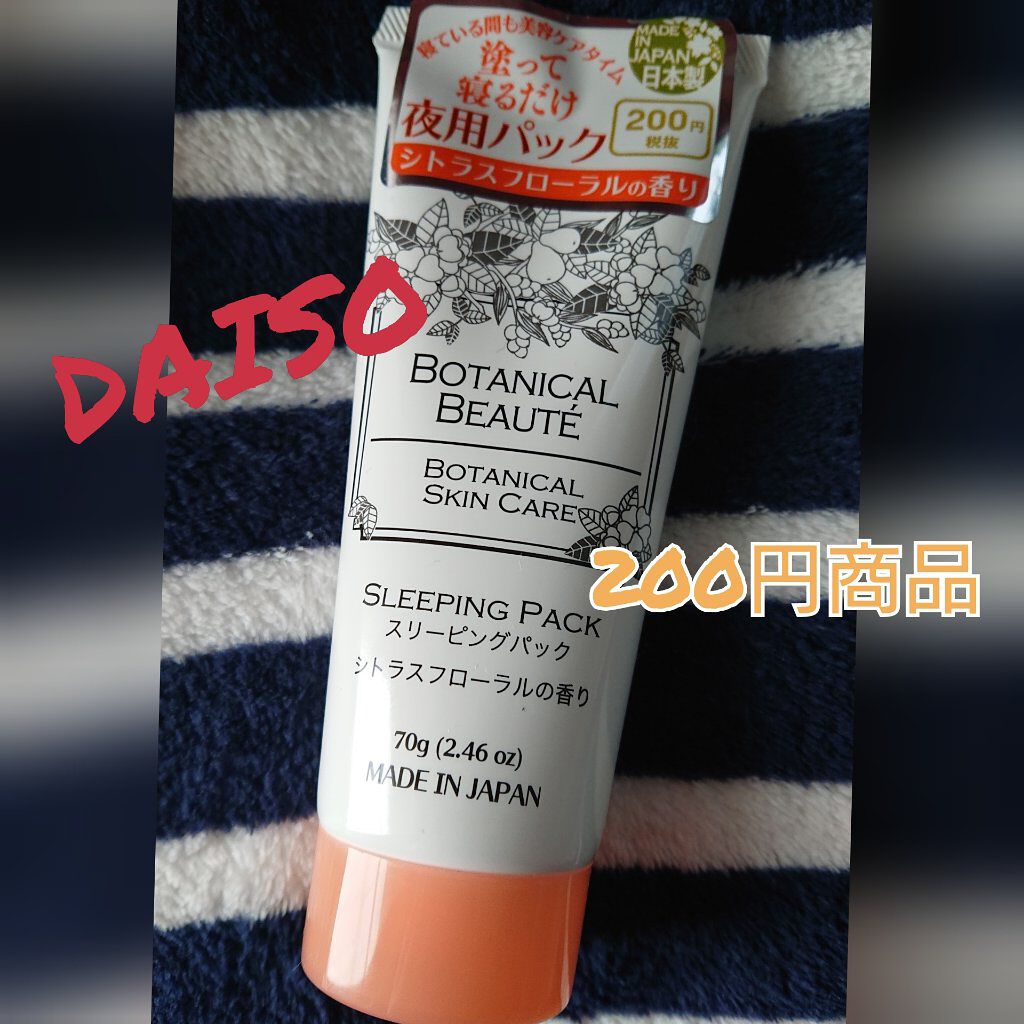 寝ている間も美容ケアタイム
塗って
寝るだけ
夜用パック
シトラスフローラルの香り
MADE
IN
JAPAN
日本製
200円
税抜
DAISO
BOTANICAL
BEAUTÉ
BOTANICAL
SKIN CARE
200円商品
SLEEPING PACK
スリーピングパック
シトラスフローラルの香り
70g (2.46 oz)
MADE IN JAPAN